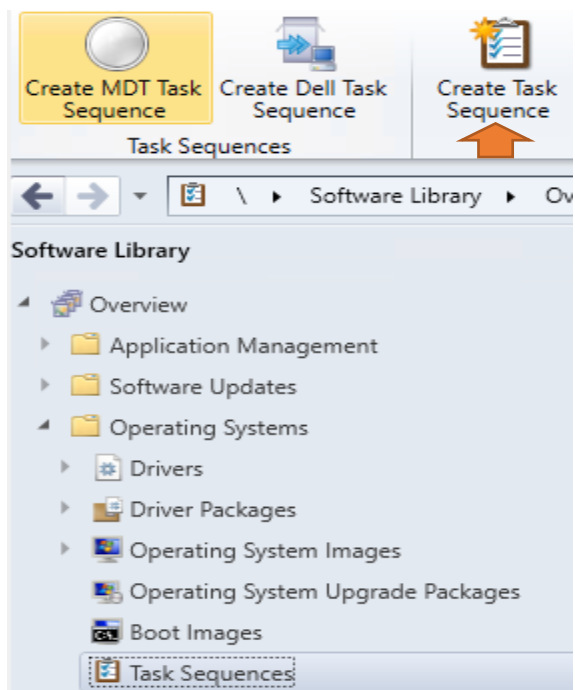 Create MDT Task Create Dell Task Create Task
Sequence Sequence Sequence
Task Sequences
\ Software Library Ov
Software Library
Overview
Application Management
Software Updates
Operating Systems
Drivers
Driver Packages
Operating System Images
Operating System Upgrade Packages
Boot Images
Task Sequences